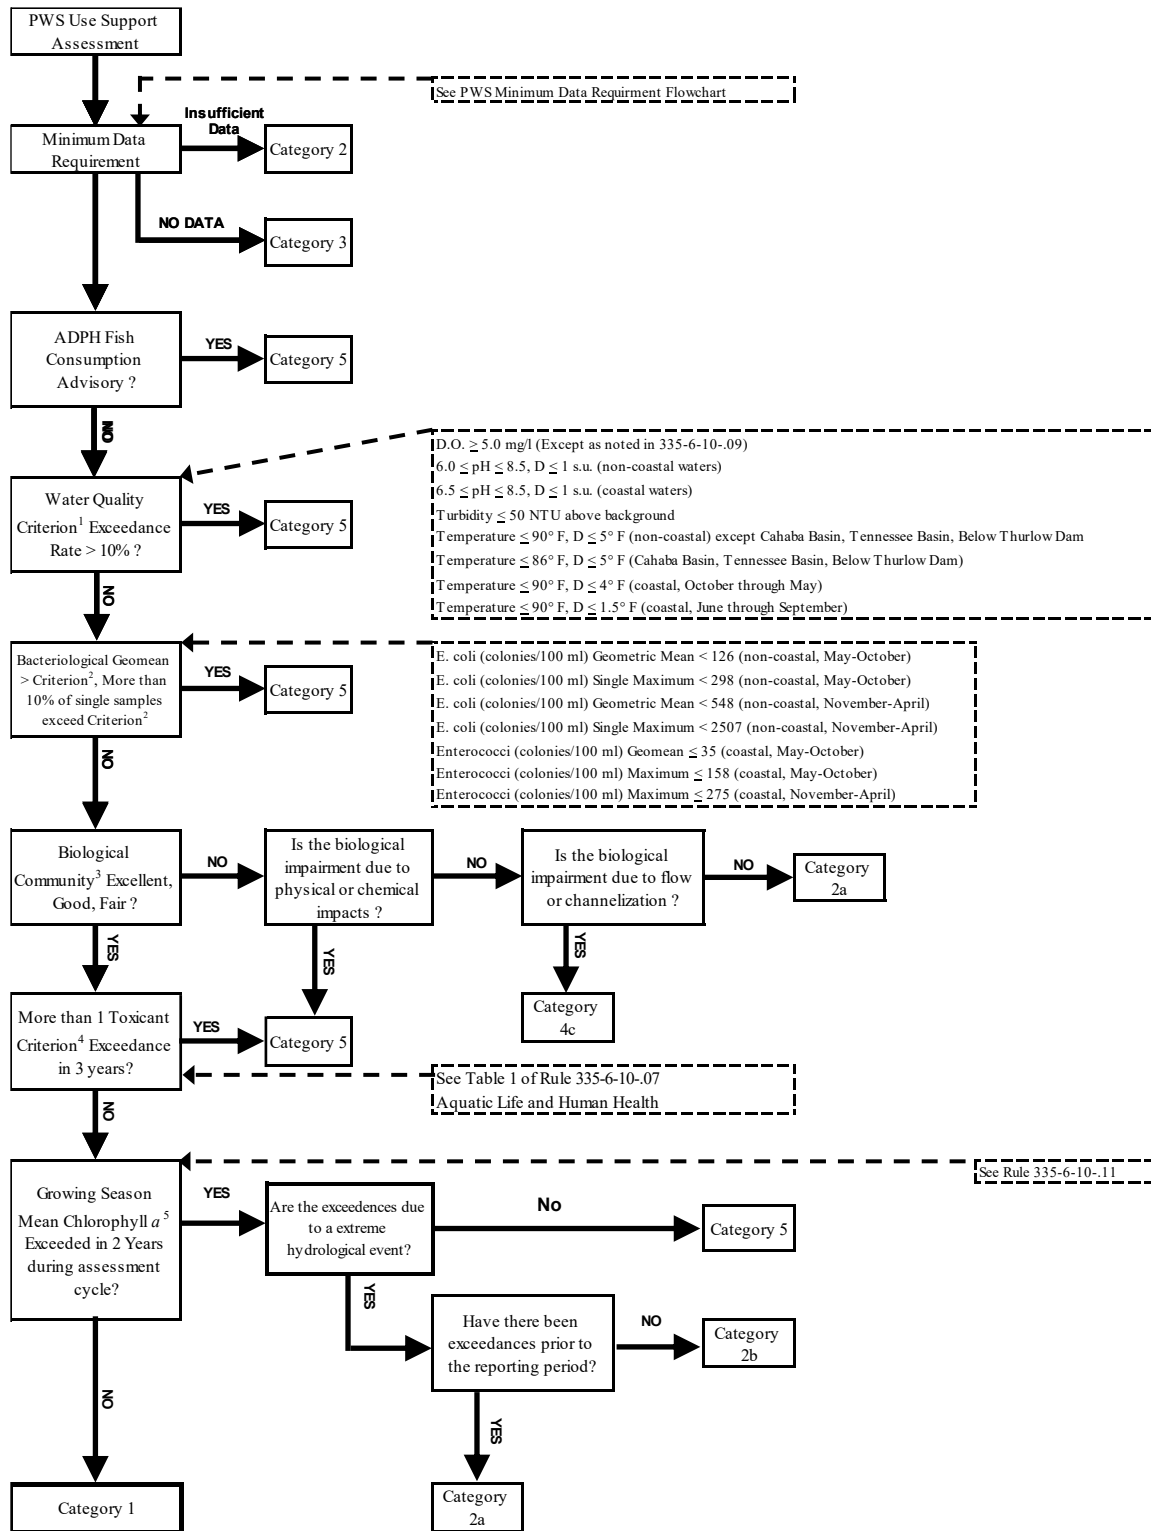 PWS Use Support
Assessment
See PWS Minimum Data Requirment Flowchart
Insufficient
Data
Minimum Data
Requirement
Category 2
NO DATA
Category 3
ADPH Fish
Consumption
Advisory ?
YES
Category 5
NO
D.O. ≥ 5.0 mg/l (Except as noted in 335-6-10-.09)
6.0 ≤ pH ≤ 8.5, D ≤ 1 s.u. (non-coastal waters)
6.5 ≤ pH ≤ 8.5, D ≤ 1 s.u. (coastal waters)
Turbidity ≤ 50 NTU above background
Temperature ≤ 90° F, D ≤ 5° F (non-coastal) except Cahaba Basin, Tennessee Basin, Below Thurlow Dam
Temperature ≤ 86° F, D ≤ 5° F (Cahaba Basin, Tennessee Basin, Below Thurlow Dam)
Temperature ≤ 90° F, D ≤ 4° F (coastal, October through May)
Temperature ≤ 90° F, D ≤ 1.5° F (coastal, June through September)
Water Quality
Criterion¹ Exceedance
Rate > 10% ?
YES
Category 5
NO
Bacteriological Geomean
> Criterion², More than
10% of single samples
exceed Criterion²
YES
Category 5
E. coli (colonies/100 ml) Geometric Mean < 126 (non-coastal, May-October)
E. coli (colonies/100 ml) Single Maximum < 298 (non-coastal, May-October)
E. coli (colonies/100 ml) Geometric Mean < 548 (non-coastal, November-April)
E. coli (colonies/100 ml) Single Maximum < 2507 (non-coastal, November-April)
Enterococci (colonies/100 ml) Geomean ≤ 35 (coastal, May-October)
Enterococci (colonies/100 ml) Maximum ≤ 158 (coastal, May-October)
Enterococci (colonies/100 ml) Maximum ≤ 275 (coastal, November-April)
NO
Biological
Community³ Excellent,
Good, Fair ?
NO
Is the biological
impairment due to
physical or chemical
impacts ?
NO
Is the biological
impairment due to flow
or channelization ?
NO
Category
2a
YES
YES
YES
More than 1 Toxicant
Criterion⁴ Exceedance
in 3 years?
YES
Category 5
Category
4c
See Table 1 of Rule 335-6-10-.07
Aquatic Life and Human Health
NO
See Rule 335-6-10-.11
Growing Season
Mean Chlorophyll a ⁵
Exceeded in 2 Years
during assessment
cycle?
YES
Are the exceedences due
to a extreme
hydrological event?
No
Category 5
YES
Have there been
exceedances prior to
the reporting period?
NO
Category
2b
NO
YES
Category 1
Category
2a